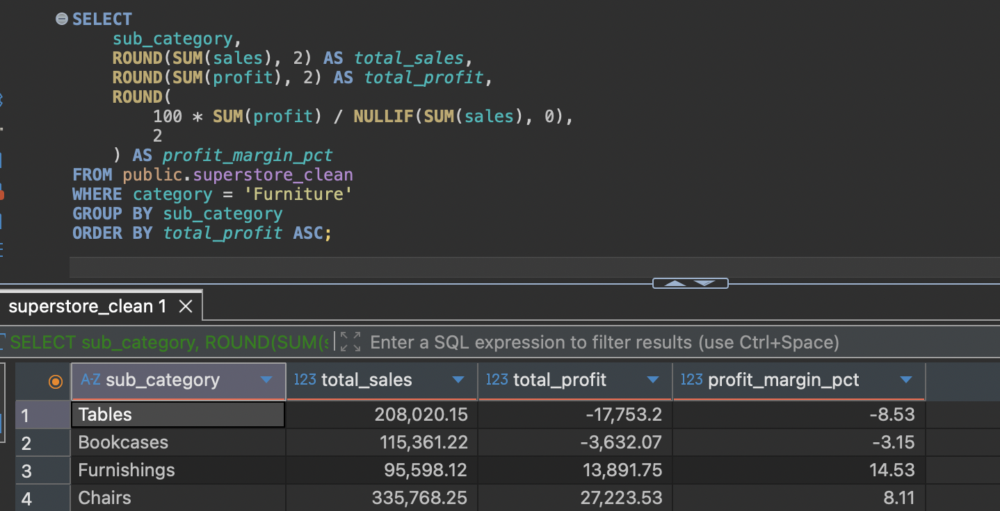 SELECT
sub_category,
ROUND(SUM(sales), 2) AS total_sales,
ROUND(SUM(profit), 2) AS total_profit,
ROUND(
100 * SUM(profit) / NULLIF(SUM(sales), 0),
2
) AS profit_margin_pct
FROM public.superstore_clean
WHERE category = 'Furniture'
GROUP BY sub_category
ORDER BY total_profit ASC;
superstore_clean 1
SELECT sub_category, ROUND(SUM( Enter a SQL expression to filter results (use Ctrl+Space)
A-Z sub_category 123 total_sales 123 total_profit 123 profit_margin_pct
1 Tables 208,020.15 -17,753.2 -8.53
2 Bookcases 115,361.22 -3,632.07 -3.15
3 Furnishings 95,598.12 13,891.75 14.53
4 Chairs 335,768.25 27,223.53 8.11